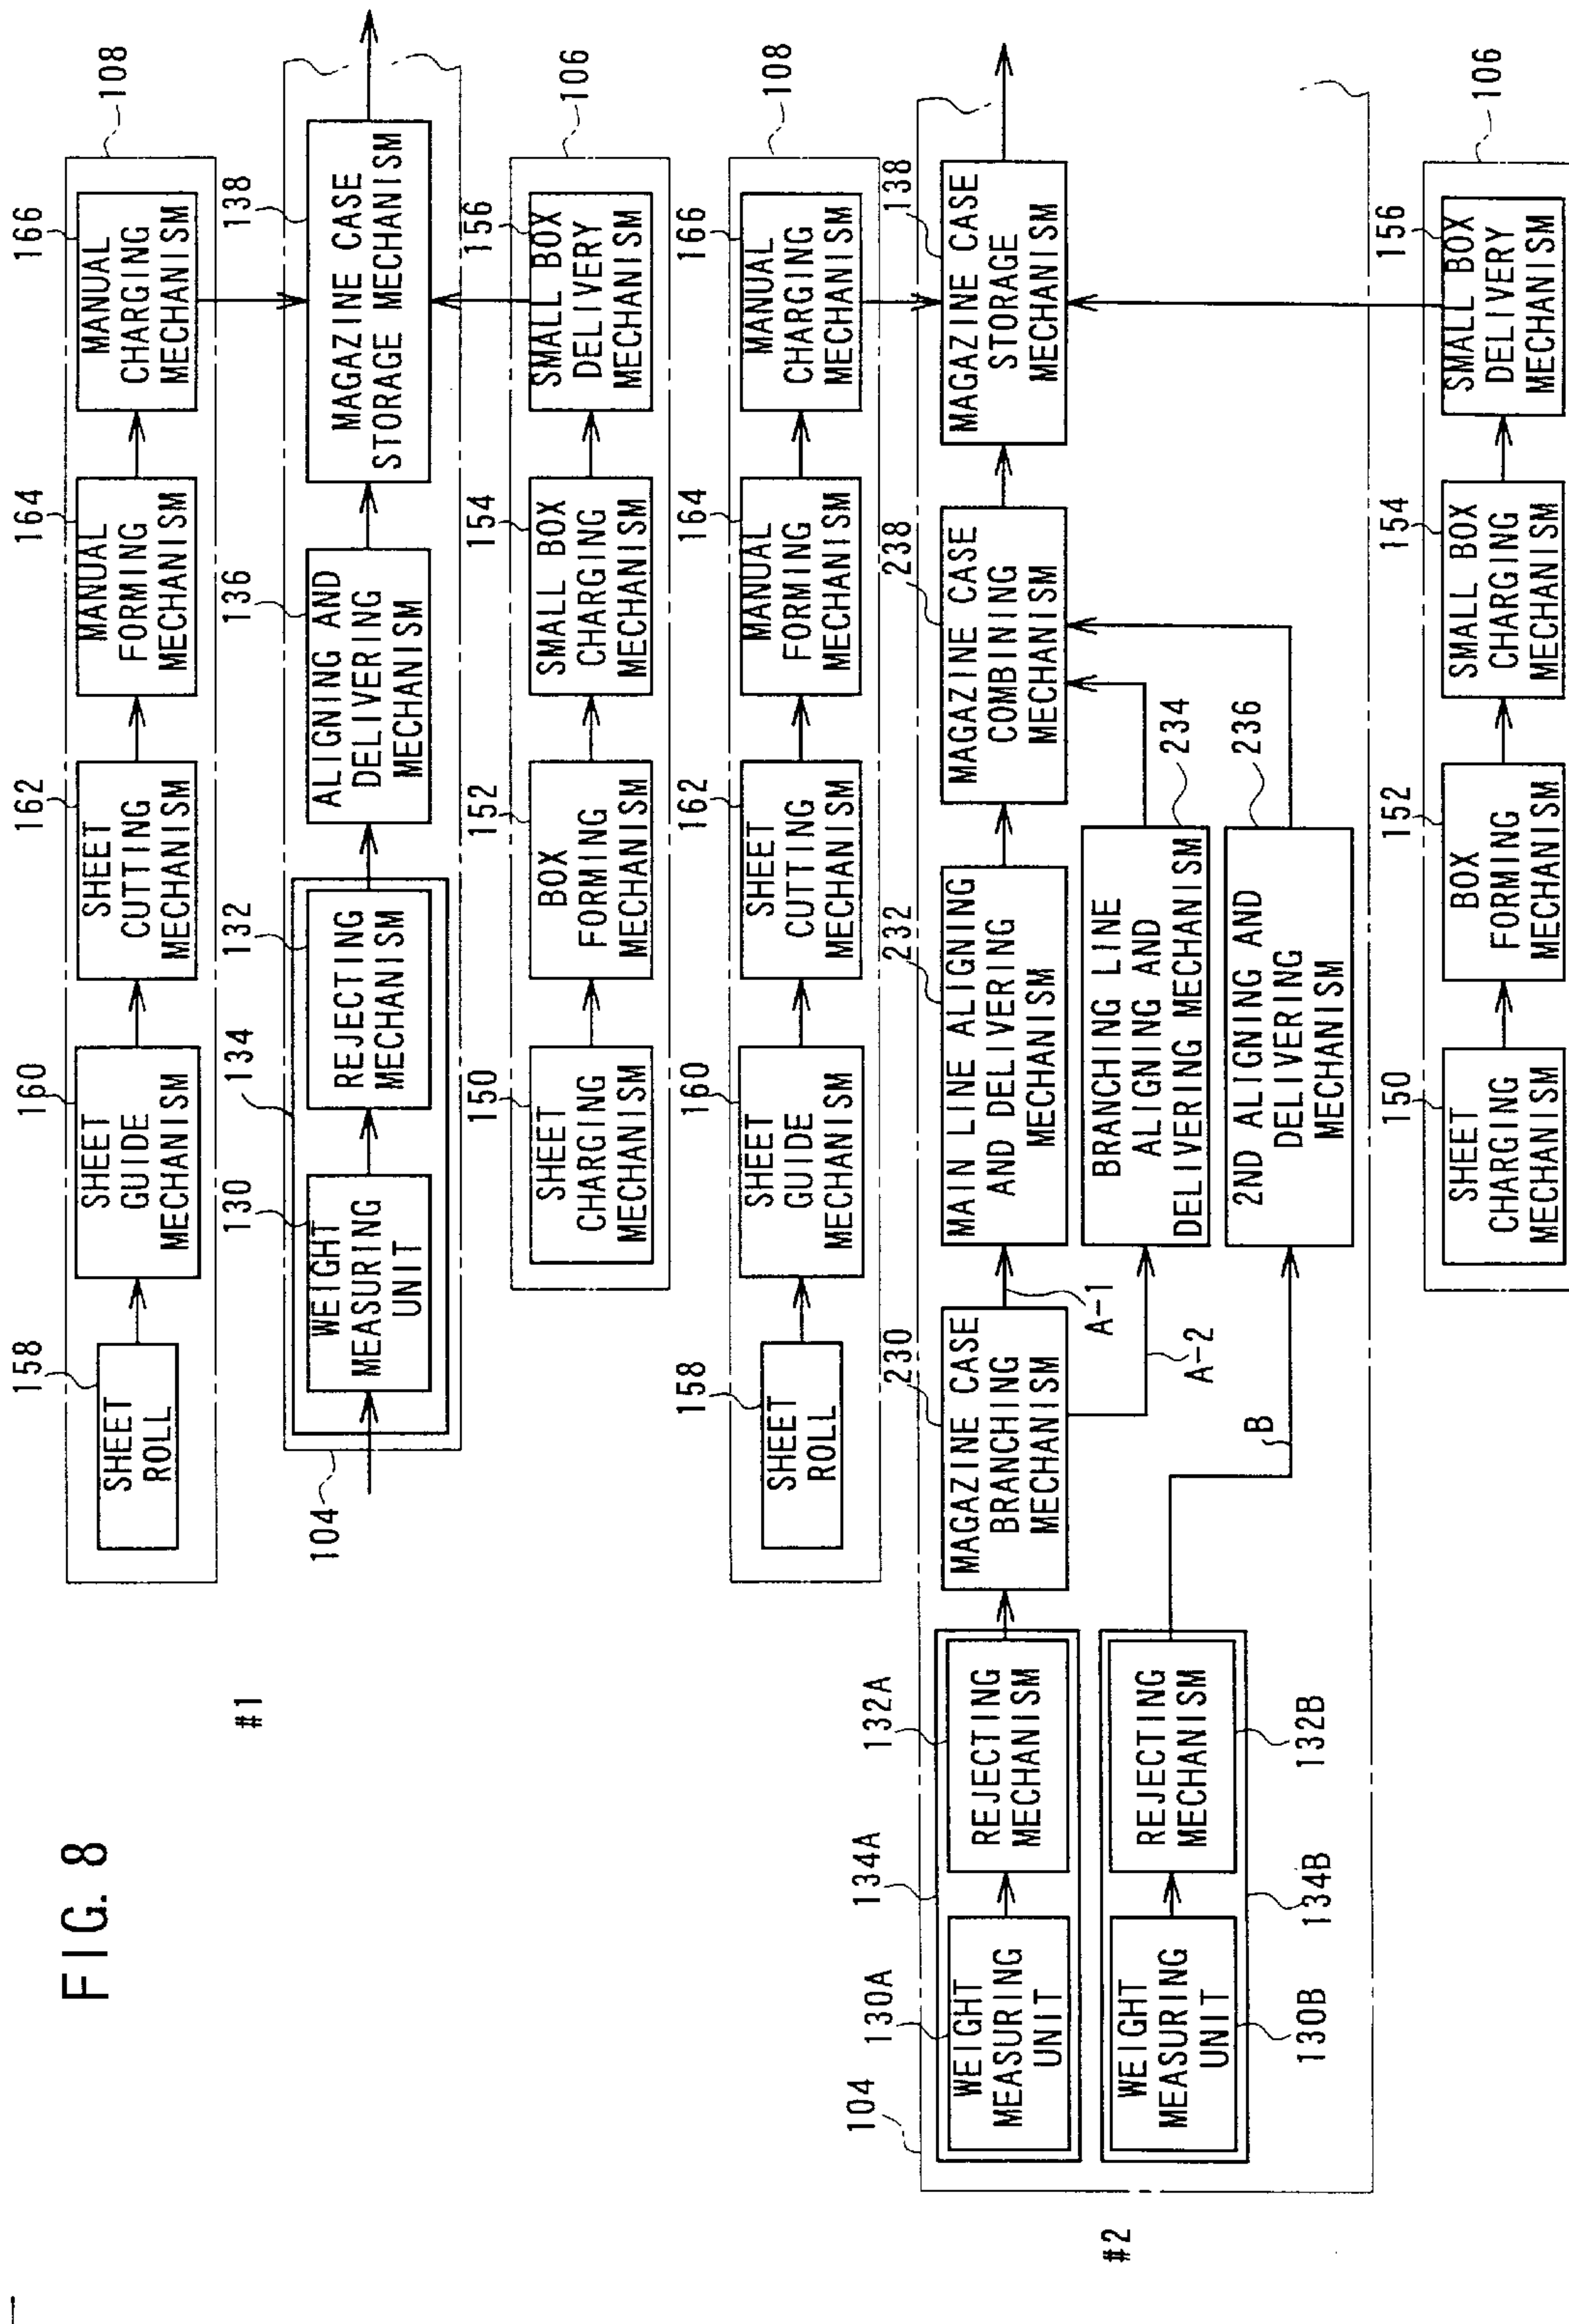 FIG. 8
#1
108
158
SHEET
ROLL
160
SHEET
GUIDE
MECHANISM
162
SHEET
CUTTING
MECHANISM
164
MANUAL
FORMING
MECHANISM
166
MANUAL
CHARGING
MECHANISM
104
134
130
WEIGHT
MEASURING
UNIT
132
REJECTING
MECHANISM
136
ALIGNING AND
DELIVERING
MECHANISM
138
MAGAZINE CASE
STORAGE MECHANISM
106
150
SHEET
CHARGING
MECHANISM
152
BOX
FORMING
MECHANISM
154
SMALL BOX
CHARGING
MECHANISM
156
SMALL BOX
DELIVERY
MECHANISM
#2
108
158
SHEET
ROLL
160
SHEET
GUIDE
MECHANISM
162
SHEET
CUTTING
MECHANISM
164
MANUAL
FORMING
MECHANISM
166
MANUAL
CHARGING
MECHANISM
104
134A
130A
WEIGHT
MEASURING
UNIT
132A
REJECTING
MECHANISM
230
MAGAZINE CASE
BRANCHING
MECHANISM
A-1
232
MAIN LINE ALIGNING
AND DELIVERING
MECHANISM
238
MAGAZINE CASE
COMBINING
MECHANISM
138
MAGAZINE CASE
STORAGE
MECHANISM
A-2
BRANCHING LINE
ALIGNING AND
DELIVERING MECHANISM
234
WEIGHT
MEASURING
UNIT
130B
REJECTING
MECHANISM
132B
134B
B
2ND ALIGNING AND
DELIVERING
MECHANISM
236
106
150
SHEET
CHARGING
MECHANISM
152
BOX
FORMING
MECHANISM
154
SMALL BOX
CHARGING
MECHANISM
156
SMALL BOX
DELIVERY
MECHANISM